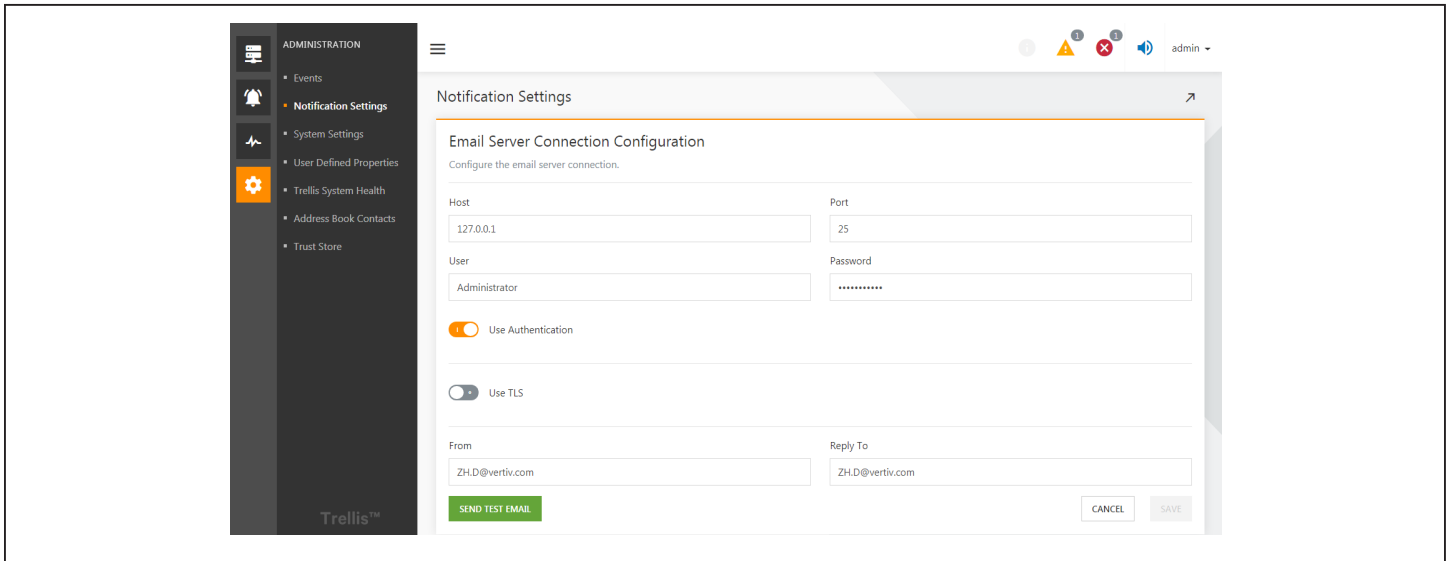 ADMINISTRATION
Events
Notification Settings
System Settings
User Defined Properties
Trellis System Health
Address Book Contacts
Trust Store
Trellis™
1
1
admin
Notification Settings
Email Server Connection Configuration
Configure the email server connection.
Host Port
127.0.0.1 25
User Password
Administrator •••••••••••
Use Authentication
Use TLS
From Reply To
ZH.D@vertiv.com ZH.D@vertiv.com
SEND TEST EMAIL CANCEL SAVE